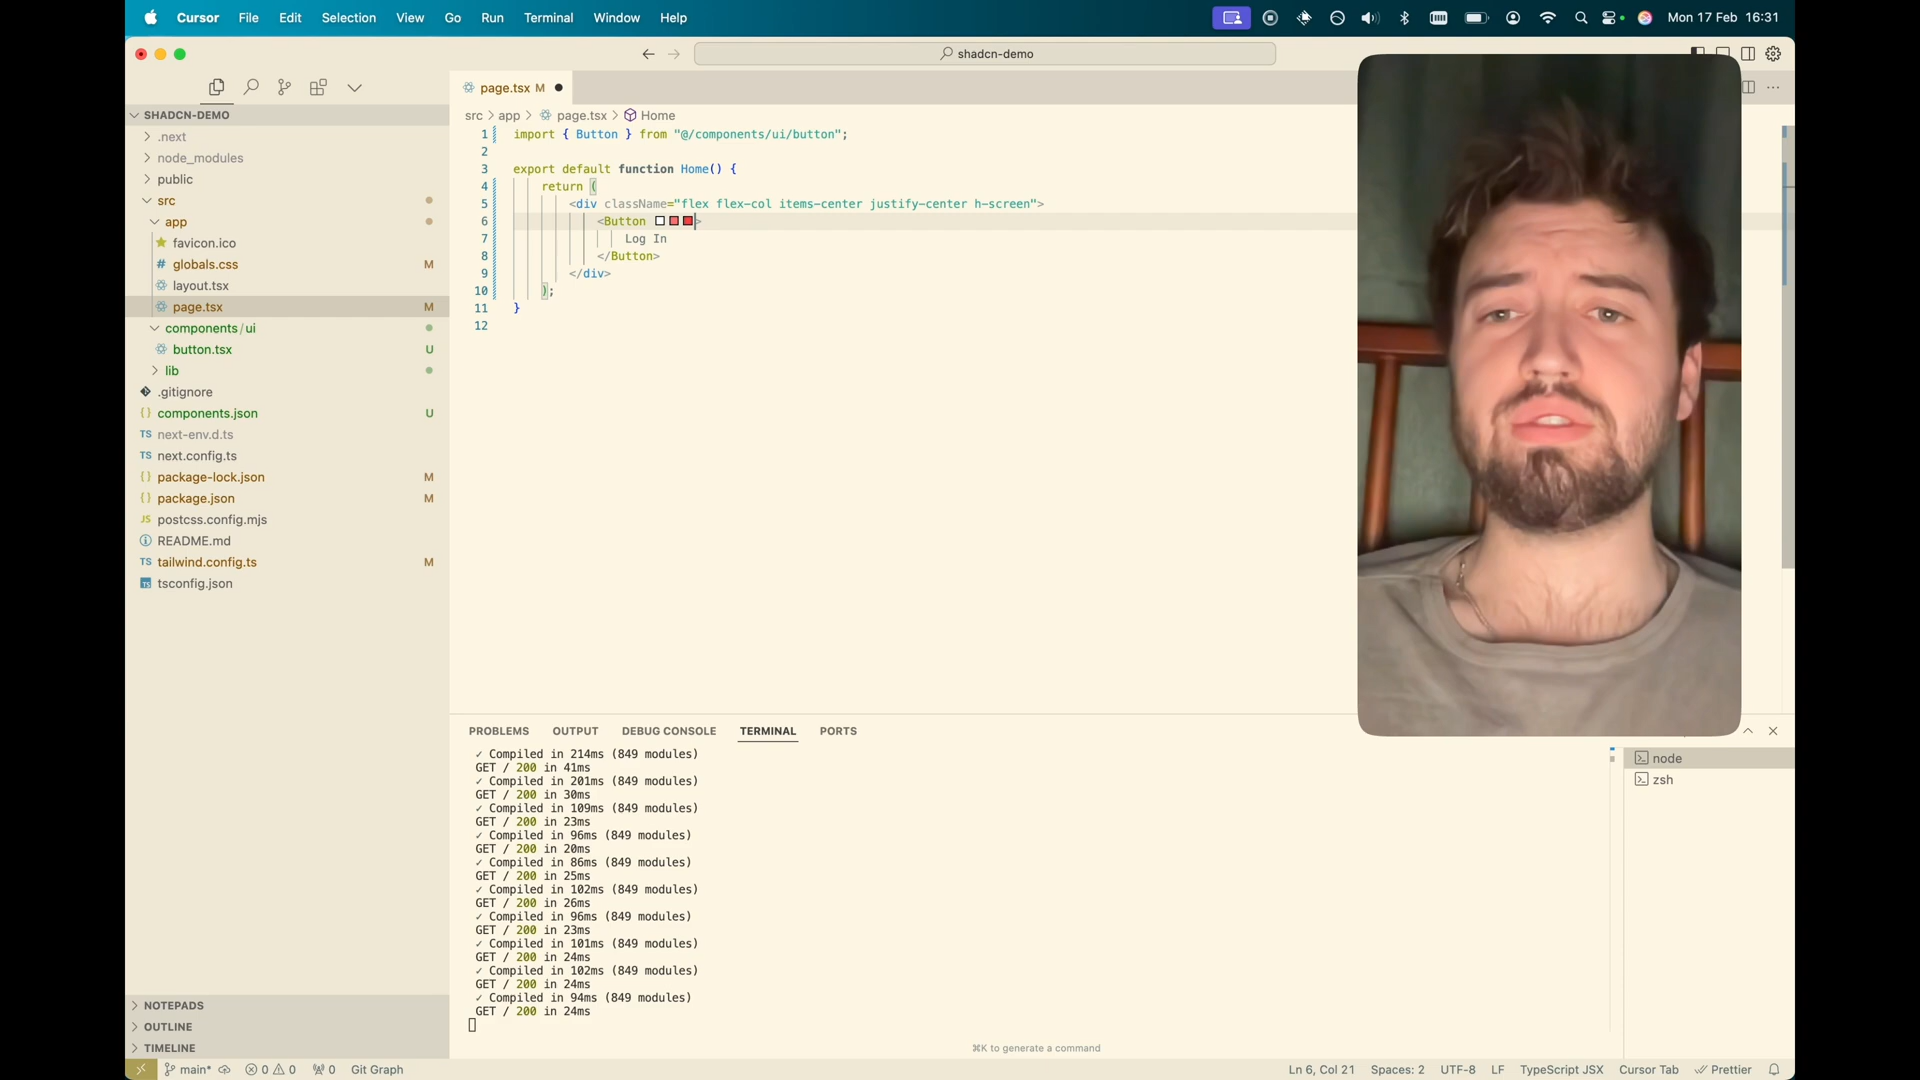 Cursor File Edit Selection View Go Run Terminal Window Help Mon 17 Feb 16:31
shadcn-demo
page.tsx M
SHADCN-DEMO
src > app > page.tsx > Home
.next
node_modules
public
src
app
favicon.ico
globals.css M
layout.tsx
page.tsx M
components/ui
button.tsx U
lib
.gitignore
components.json U
next-env.d.ts
next.config.ts
package-lock.json M
package.json M
postcss.config.mjs
README.md
tailwind.config.ts M
tsconfig.json
NOTEPADS
OUTLINE
TIMELINE
1 import { Button } from "@/components/ui/button";
2
3 export default function Home() {
4 return (
5 <div className="flex flex-col items-center justify-center h-screen">
6 <Button >
7 Log In
8 </Button>
9 </div>
10 );
11 }
12
PROBLEMS OUTPUT DEBUG CONSOLE TERMINAL PORTS
✓ Compiled in 214ms (849 modules)
GET / 200 in 41ms
✓ Compiled in 201ms (849 modules)
GET / 200 in 30ms
✓ Compiled in 109ms (849 modules)
GET / 200 in 23ms
✓ Compiled in 96ms (849 modules)
GET / 200 in 20ms
✓ Compiled in 86ms (849 modules)
GET / 200 in 25ms
✓ Compiled in 102ms (849 modules)
GET / 200 in 26ms
✓ Compiled in 96ms (849 modules)
GET / 200 in 23ms
✓ Compiled in 101ms (849 modules)
GET / 200 in 24ms
✓ Compiled in 102ms (849 modules)
GET / 200 in 24ms
✓ Compiled in 94ms (849 modules)
GET / 200 in 24ms
node
zsh
⌘K to generate a command
main* 0 0 0 Git Graph Ln 6, Col 21 Spaces: 2 UTF-8 LF TypeScript JSX Cursor Tab Prettier